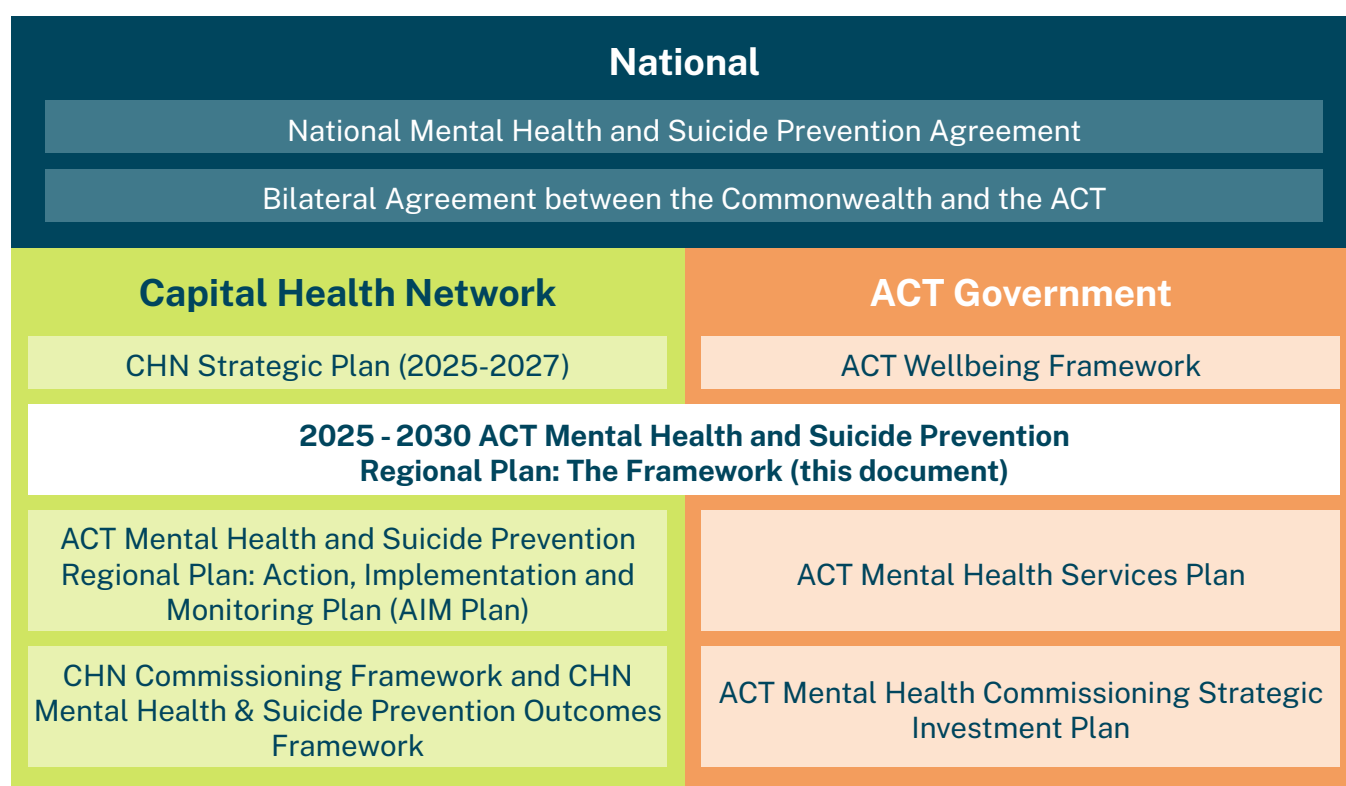 National
National Mental Health and Suicide Prevention Agreement
Bilateral Agreement between the Commonwealth and the ACT
Capital Health Network
CHN Strategic Plan (2025-2027)
ACT Government
ACT Wellbeing Framework
2025 - 2030 ACT Mental Health and Suicide Prevention
Regional Plan: The Framework (this document)
ACT Mental Health and Suicide Prevention
Regional Plan: Action, Implementation and
Monitoring Plan (AIM Plan)
CHN Commissioning Framework and CHN
Mental Health & Suicide Prevention Outcomes
Framework
ACT Mental Health Services Plan
ACT Mental Health Commissioning Strategic
Investment Plan